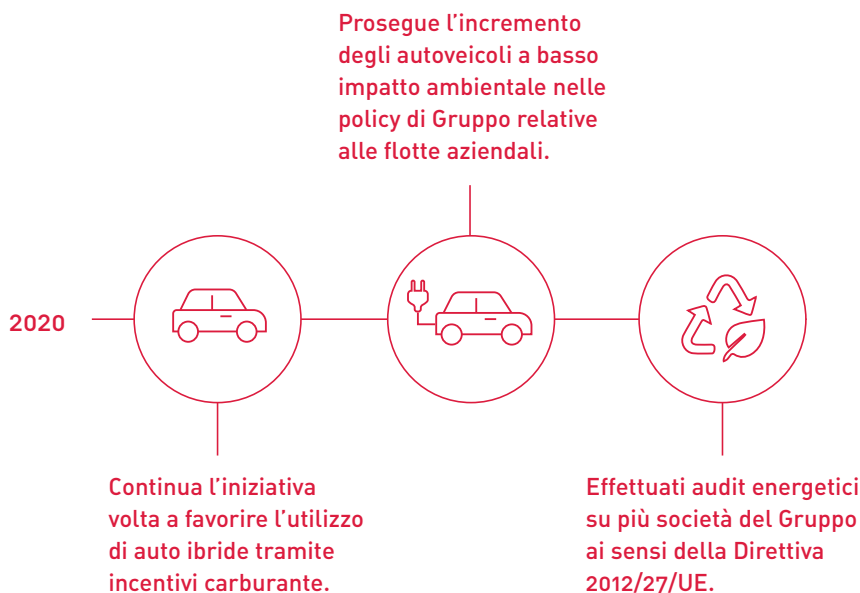 Prosegue l’incremento
degli autoveicoli a basso
impatto ambientale nelle
policy di Gruppo relative
alle flotte aziendali.
2020
Continua l’iniziativa
volta a favorire l’utilizzo
di auto ibride tramite
incentivi carburante.
Effettuati audit energetici
su più società del Gruppo
ai sensi della Direttiva
2012/27/UE.